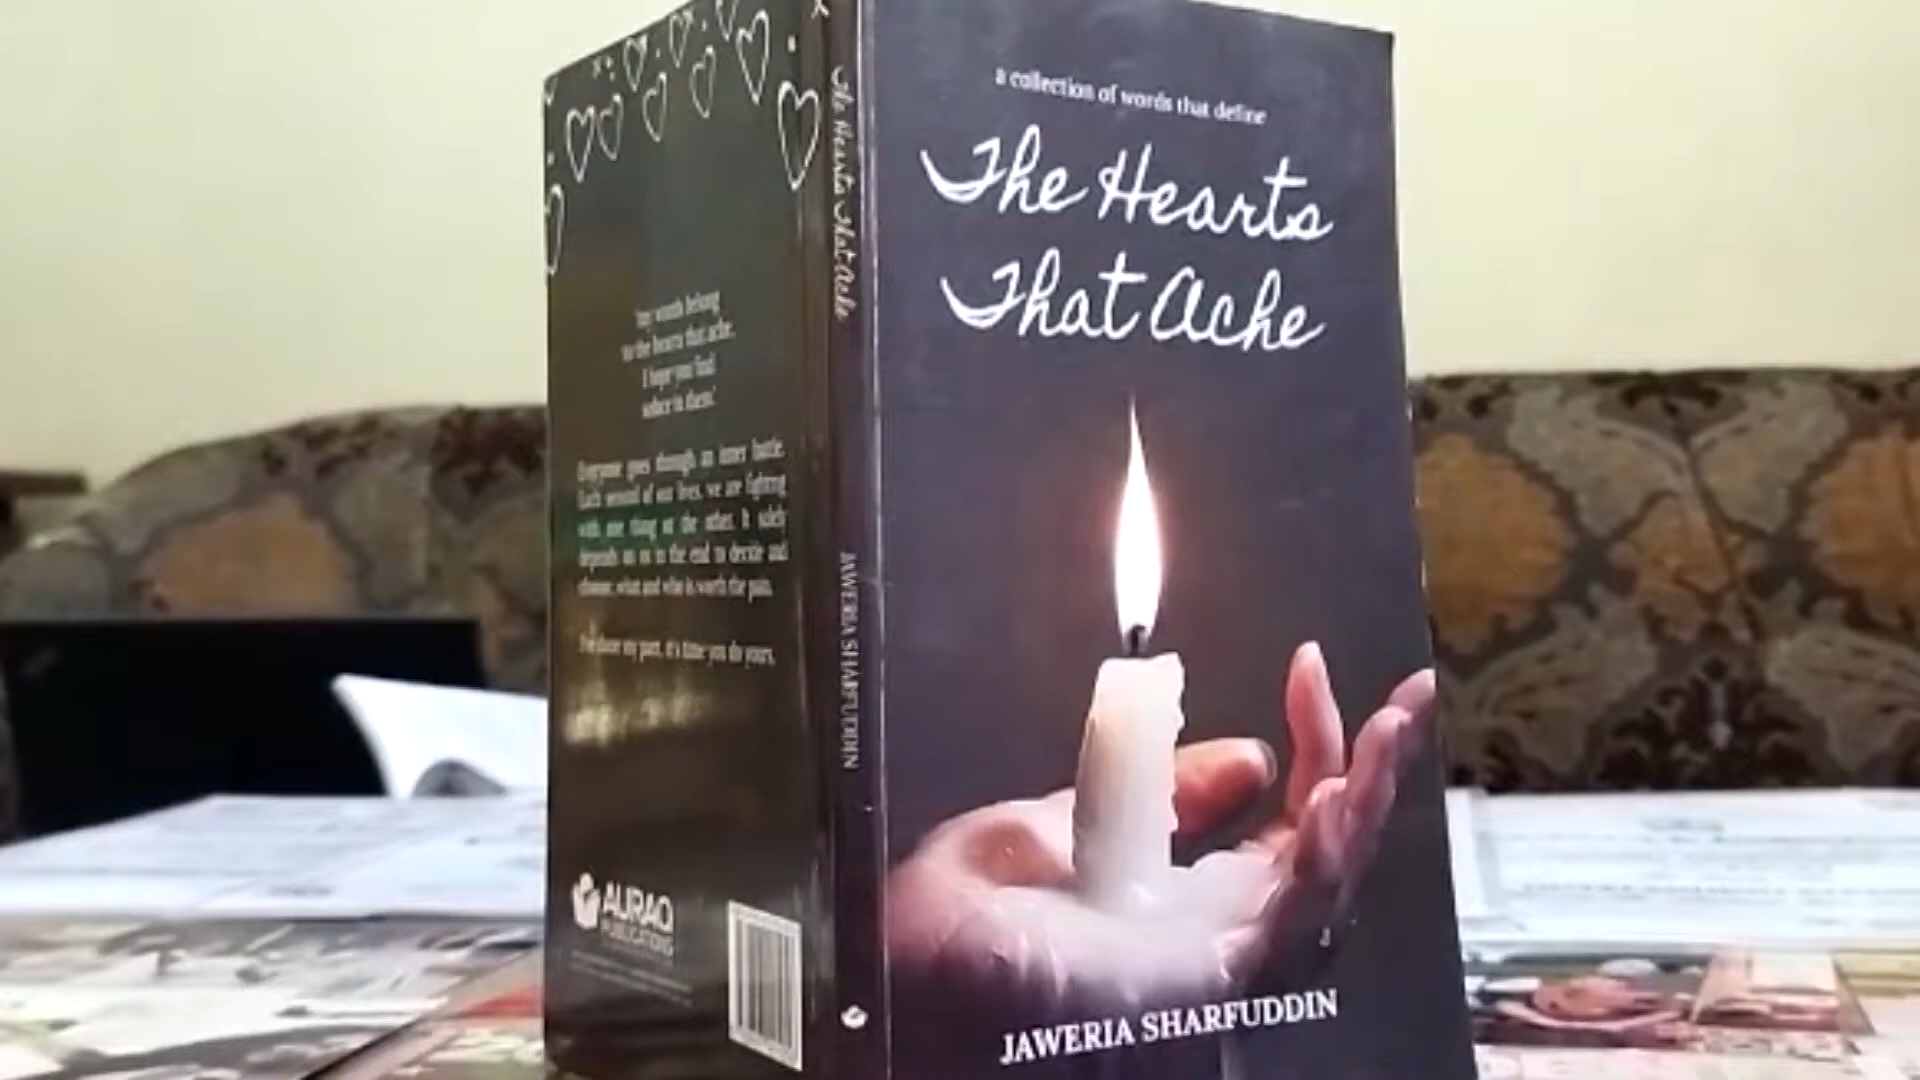 a collection of words that define
The Hearts
That Ache
JAWERIA SHARFUDDIN
The Hearts That Ache
JAWERIA SHARFUDDIN
'my words belong
to the hearts that ache.
I hope you find
solace in them.'
Everyone goes through an inner battle.
Each second of our lives, we are fighting
with one thing or the other. It solely
depends on us in the end to decide and
choose, what and who is worth the pain.
I've done my part, it's time you do yours.
AURAQ
PUBLICATIONS